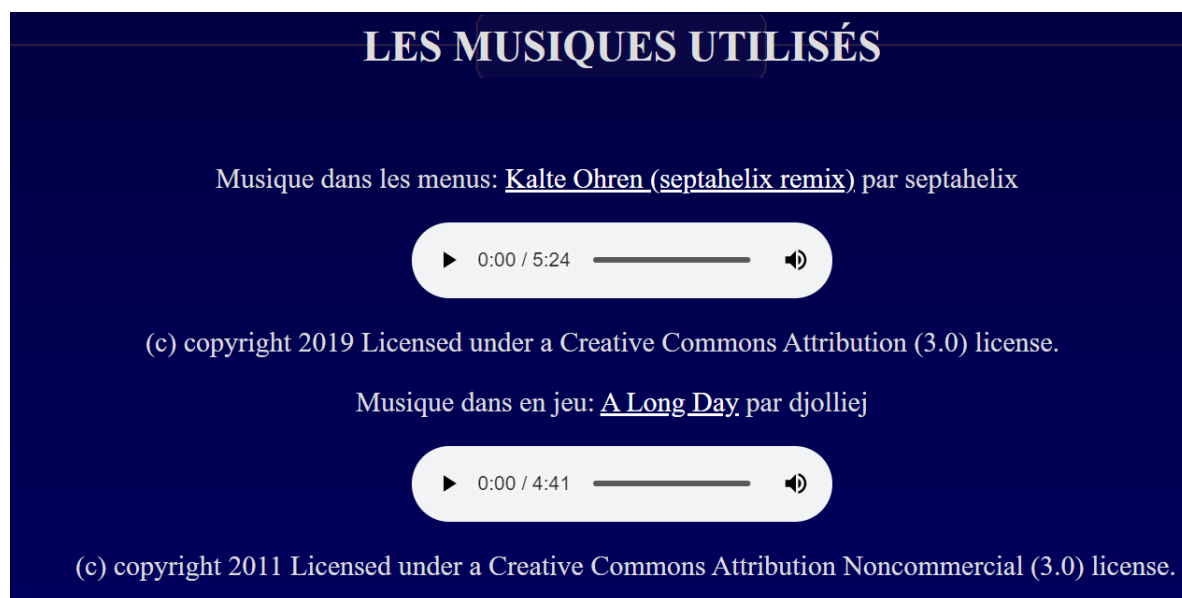 LES MUSIQUES UTILISÉS
Musique dans les menus: Kalte Ohren (septahelix remix) par septahelix
0:00 / 5:24
(c) copyright 2019 Licensed under a Creative Commons Attribution (3.0) license.
Musique dans en jeu: A Long Day par djolliej
0:00 / 4:41
(c) copyright 2011 Licensed under a Creative Commons Attribution Noncommercial (3.0) license.